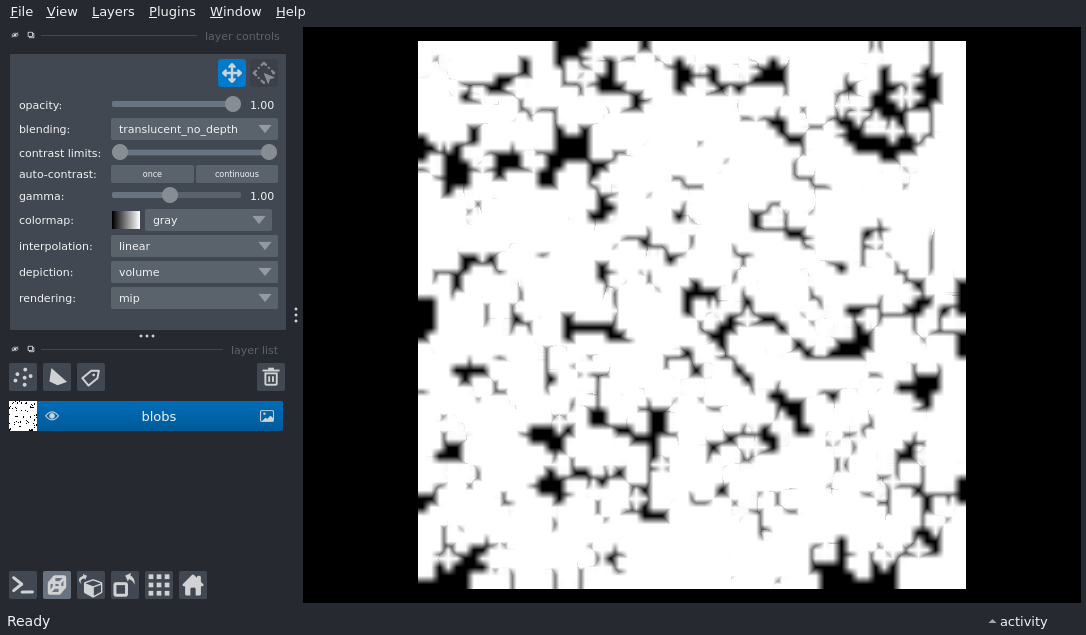 File View Layers Plugins Window Help
layer controls
opacity: 1.00
blending: translucent_no_depth
contrast limits:
auto-contrast: once continuous
gamma: 1.00
colormap: gray
interpolation: linear
depiction: volume
rendering: mip
layer list
blobs
Ready activity